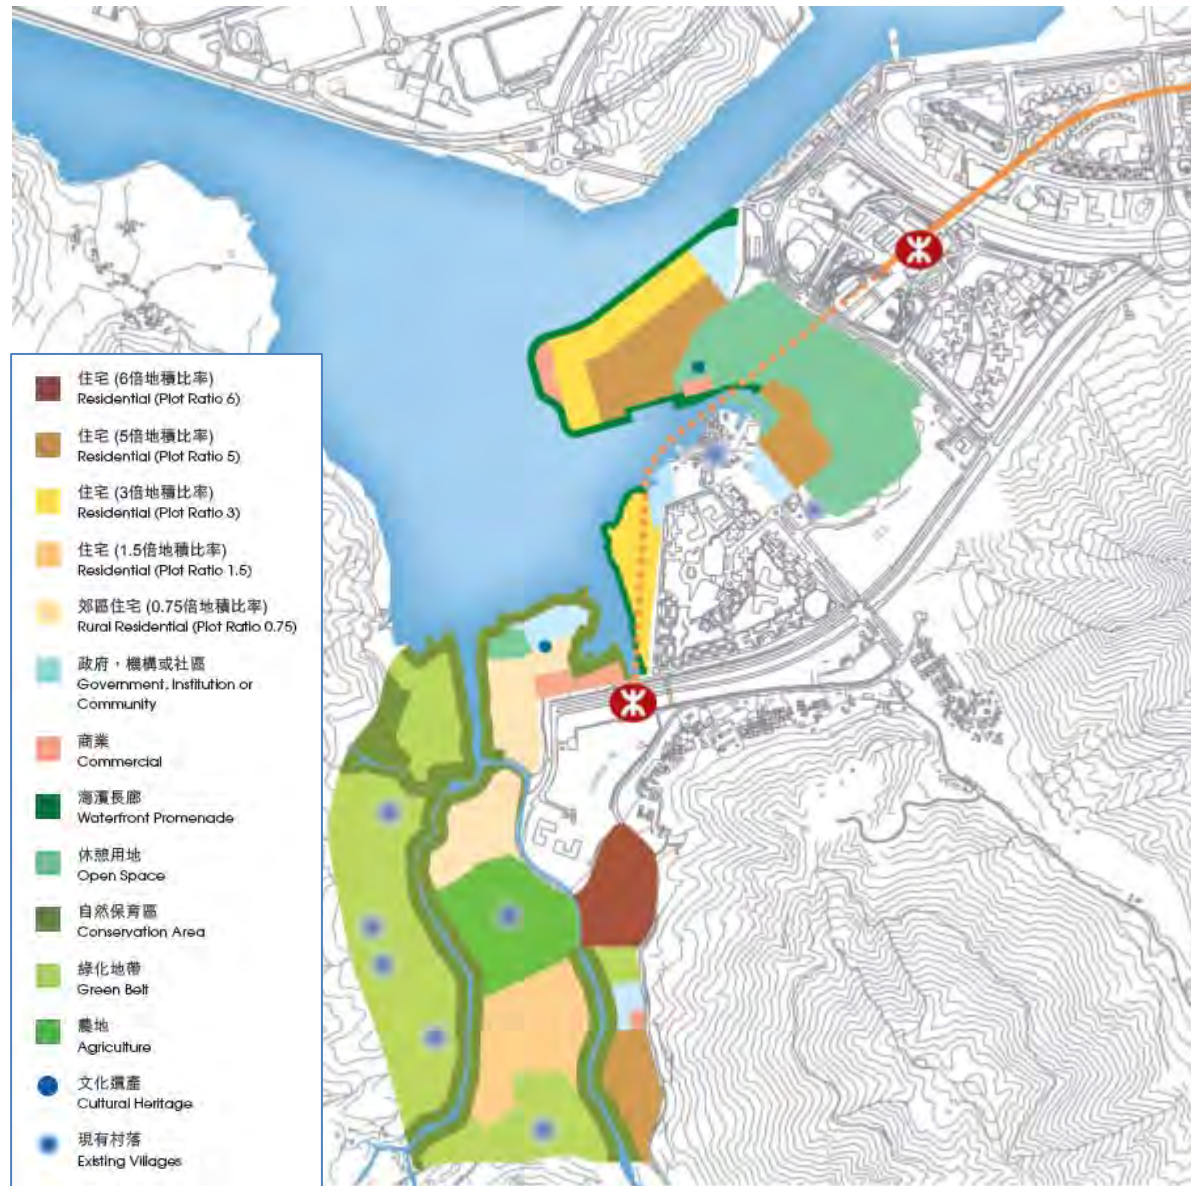 住宅 (6倍地積比率)
Residential (Plot Ratio 6)
住宅 (5倍地積比率)
Residential (Plot Ratio 5)
住宅 (3倍地積比率)
Residential (Plot Ratio 3)
住宅 (1.5倍地積比率)
Residential (Plot Ratio 1.5)
郊區住宅 (0.75倍地積比率)
Rural Residential (Plot Ratio 0.75)
政府，機構或社區
Government, Institution or
Community
商業
Commercial
海濱長廊
Waterfront Promenade
休憩用地
Open Space
自然保育區
Conservation Area
綠化地帶
Green Belt
農地
Agriculture
文化遺產
Cultural Heritage
現有村落
Existing Villages